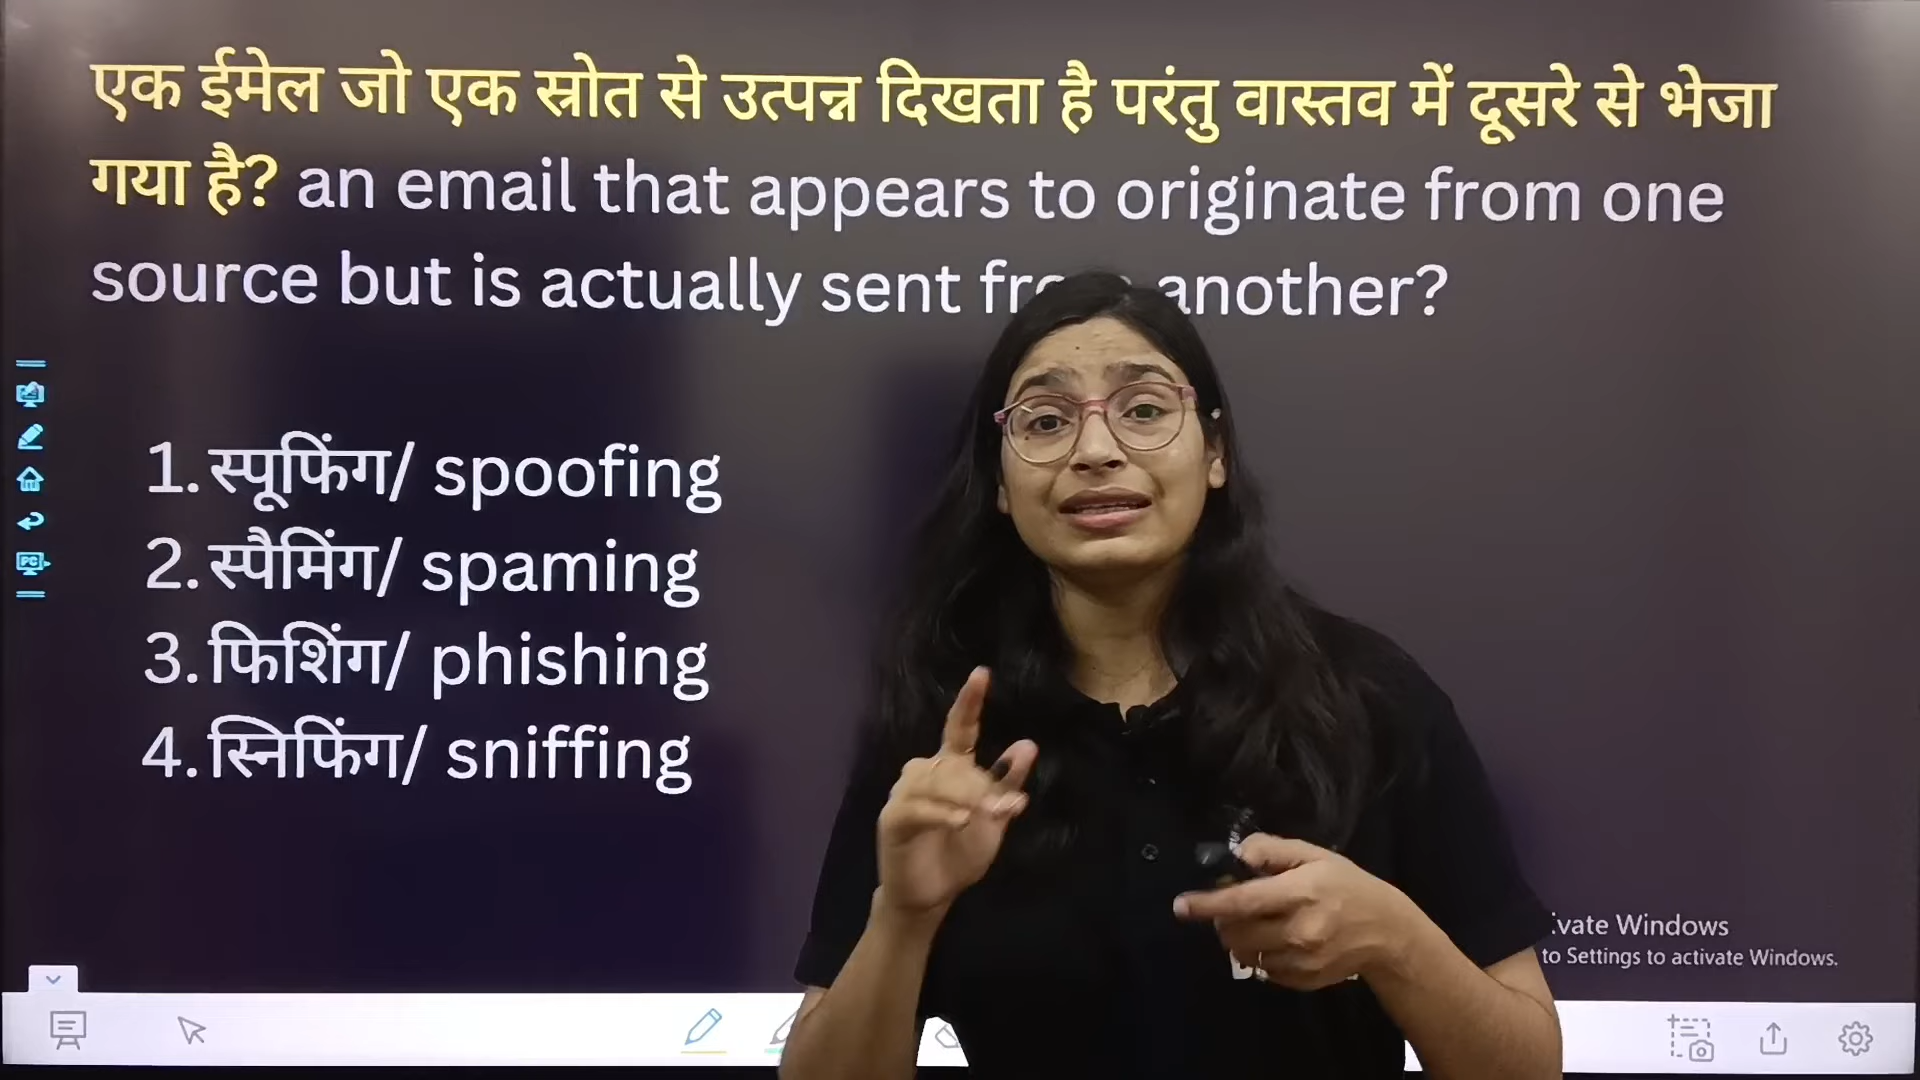 एक ईमेल जो एक स्रोत से उत्पन्न दिखता है परंतु वास्तव में दूसरे से भेजा
गया है? an email that appears to originate from one
source but is actually sent another?
1. स्पूफिंग/ spoofing
2. स्पैमिंग/ spaming
3. फिशिंग/ phishing
4. स्निफिंग/ sniffing
PC
Windows
to Settings to activate Windows.